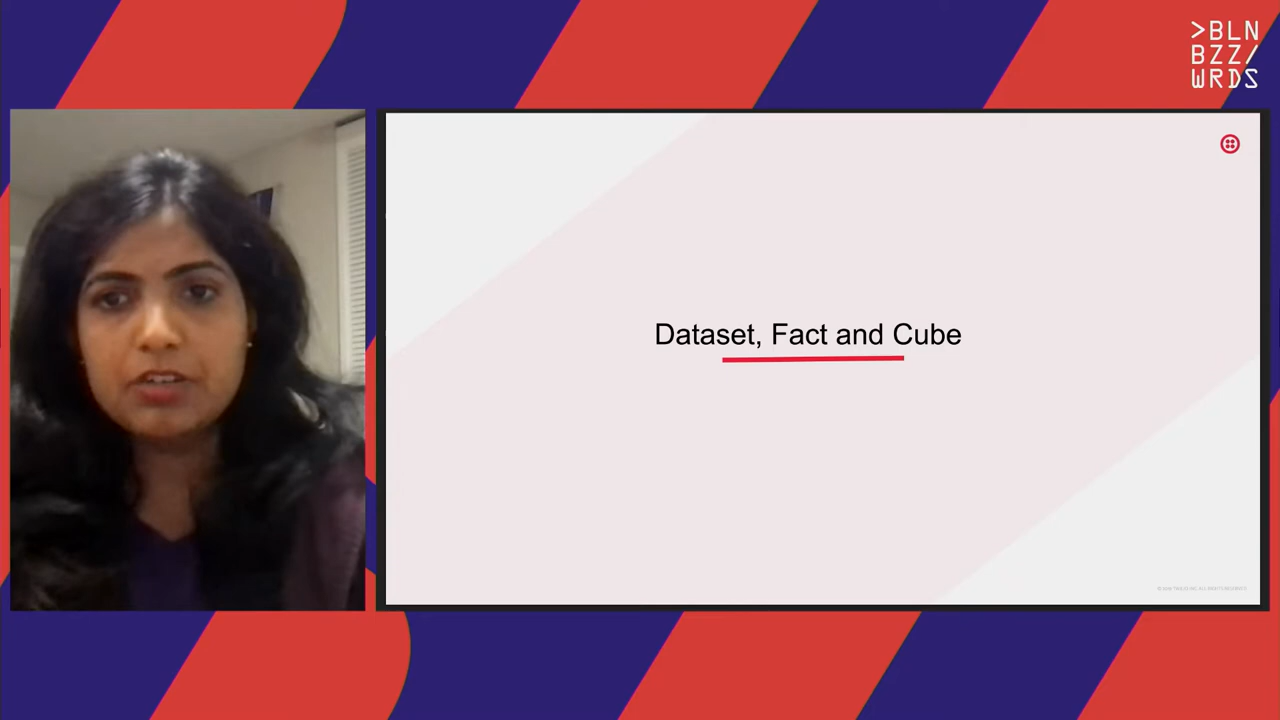 >BLN
BZZ/
WRDS
Dataset, Fact and Cube